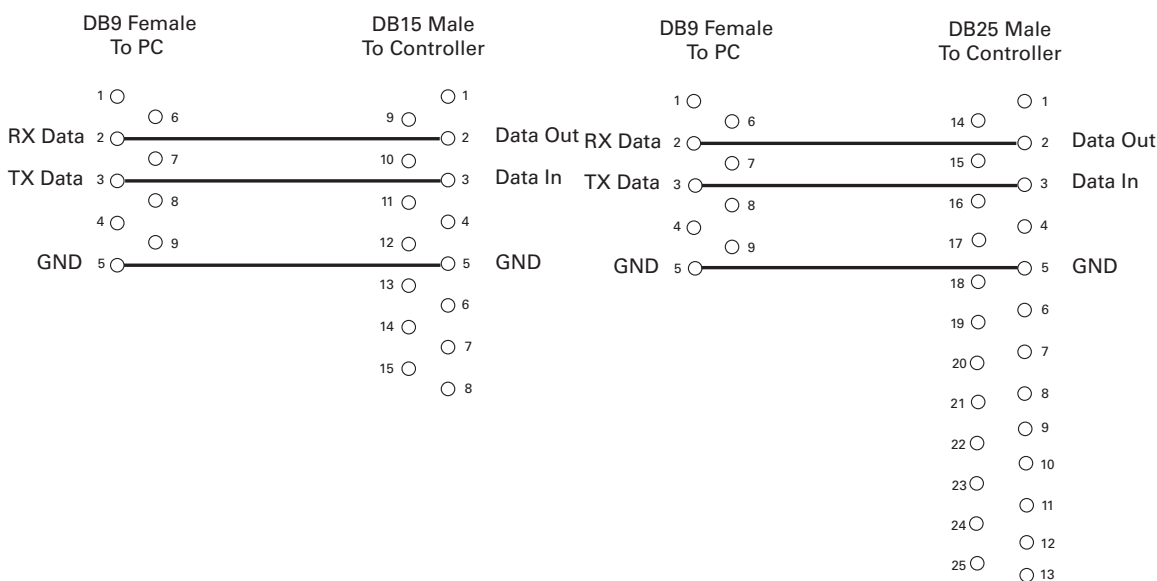 DB9 Female
To PC
DB15 Male
To Controller
1 1
6 9
RX Data 2 2 Data Out
7 10
TX Data 3 3 Data In
8 11
4 4
9 12
GND 5 5 GND
13
6
14
7
15
8
DB9 Female
To PC
DB25 Male
To Controller
1 1
6 14
RX Data 2 2 Data Out
7 15
TX Data 3 3 Data In
8 16
4 4
9 17
GND 5 5 GND
18
6
19
7
20
8
21
9
22
10
23
11
24
12
25
13